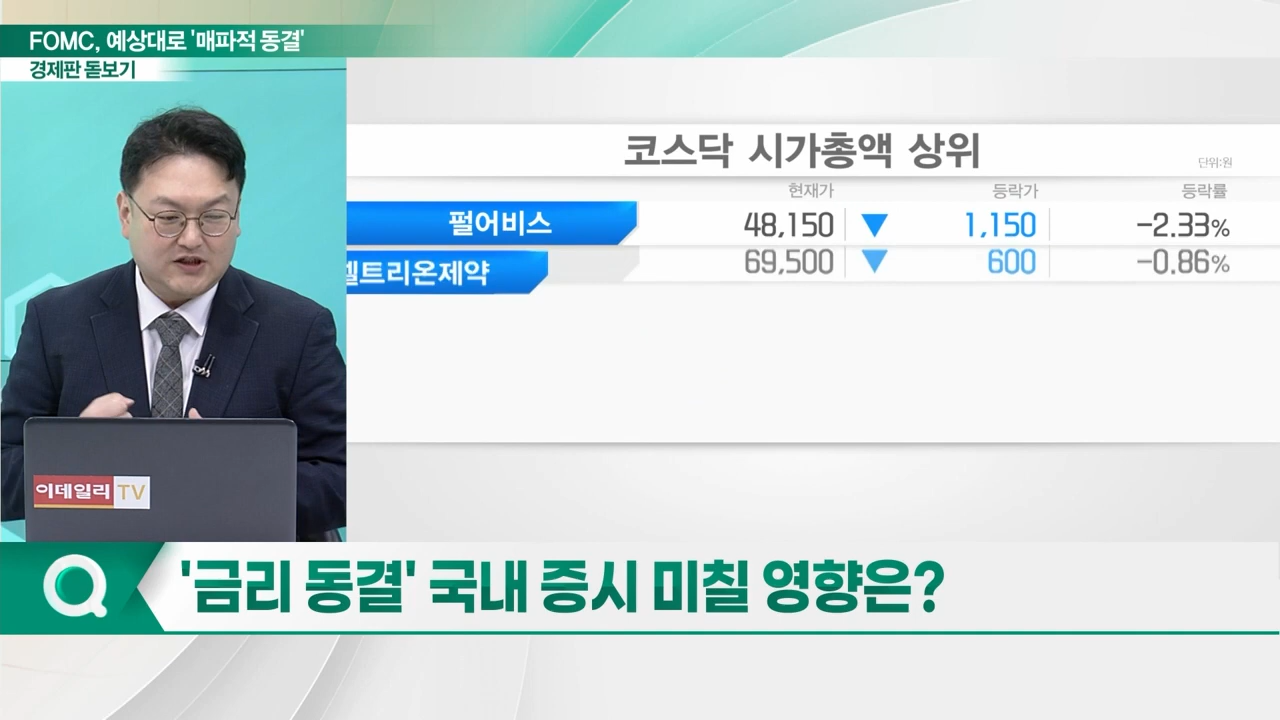 FOMC, 예상대로 '매파적 동결'
경제판 돋보기
코스닥 시가총액 상위
단위:원
현재가 등락가 등락률
펄어비스 48,150 ▼ 1,150 -2.33%
셀트리온제약 69,500 ▼ 600 -0.86%
이데일리 TV
'금리 동결' 국내 증시 미칠 영향은?